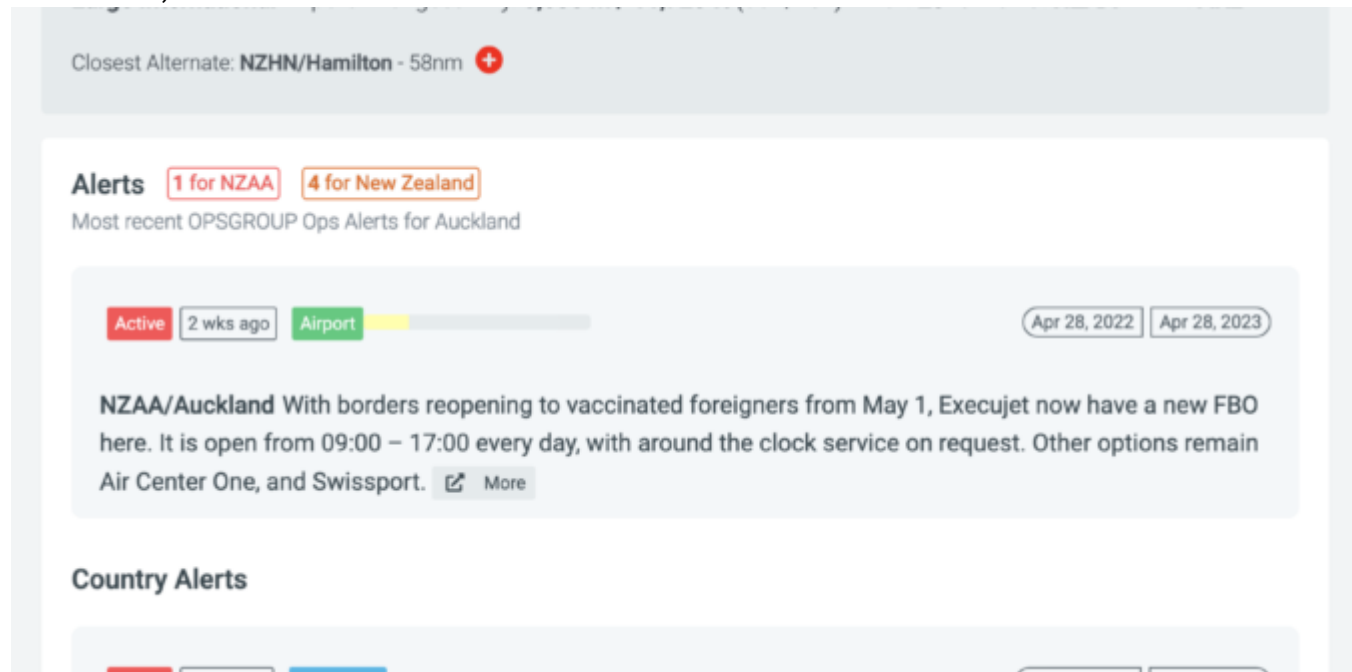 Closest Alternate: NZHN/Hamilton - 58nm
Alerts 1 for NZAA 4 for New Zealand
Most recent OPSGROUP Ops Alerts for Auckland
Active 2 wks ago Airport Apr 28, 2022 Apr 28, 2023
NZAA/Auckland With borders reopening to vaccinated foreigners from May 1, Execujet now have a new FBO
here. It is open from 09:00 – 17:00 every day, with around the clock service on request. Other options remain
Air Center One, and Swissport. More
Country Alerts